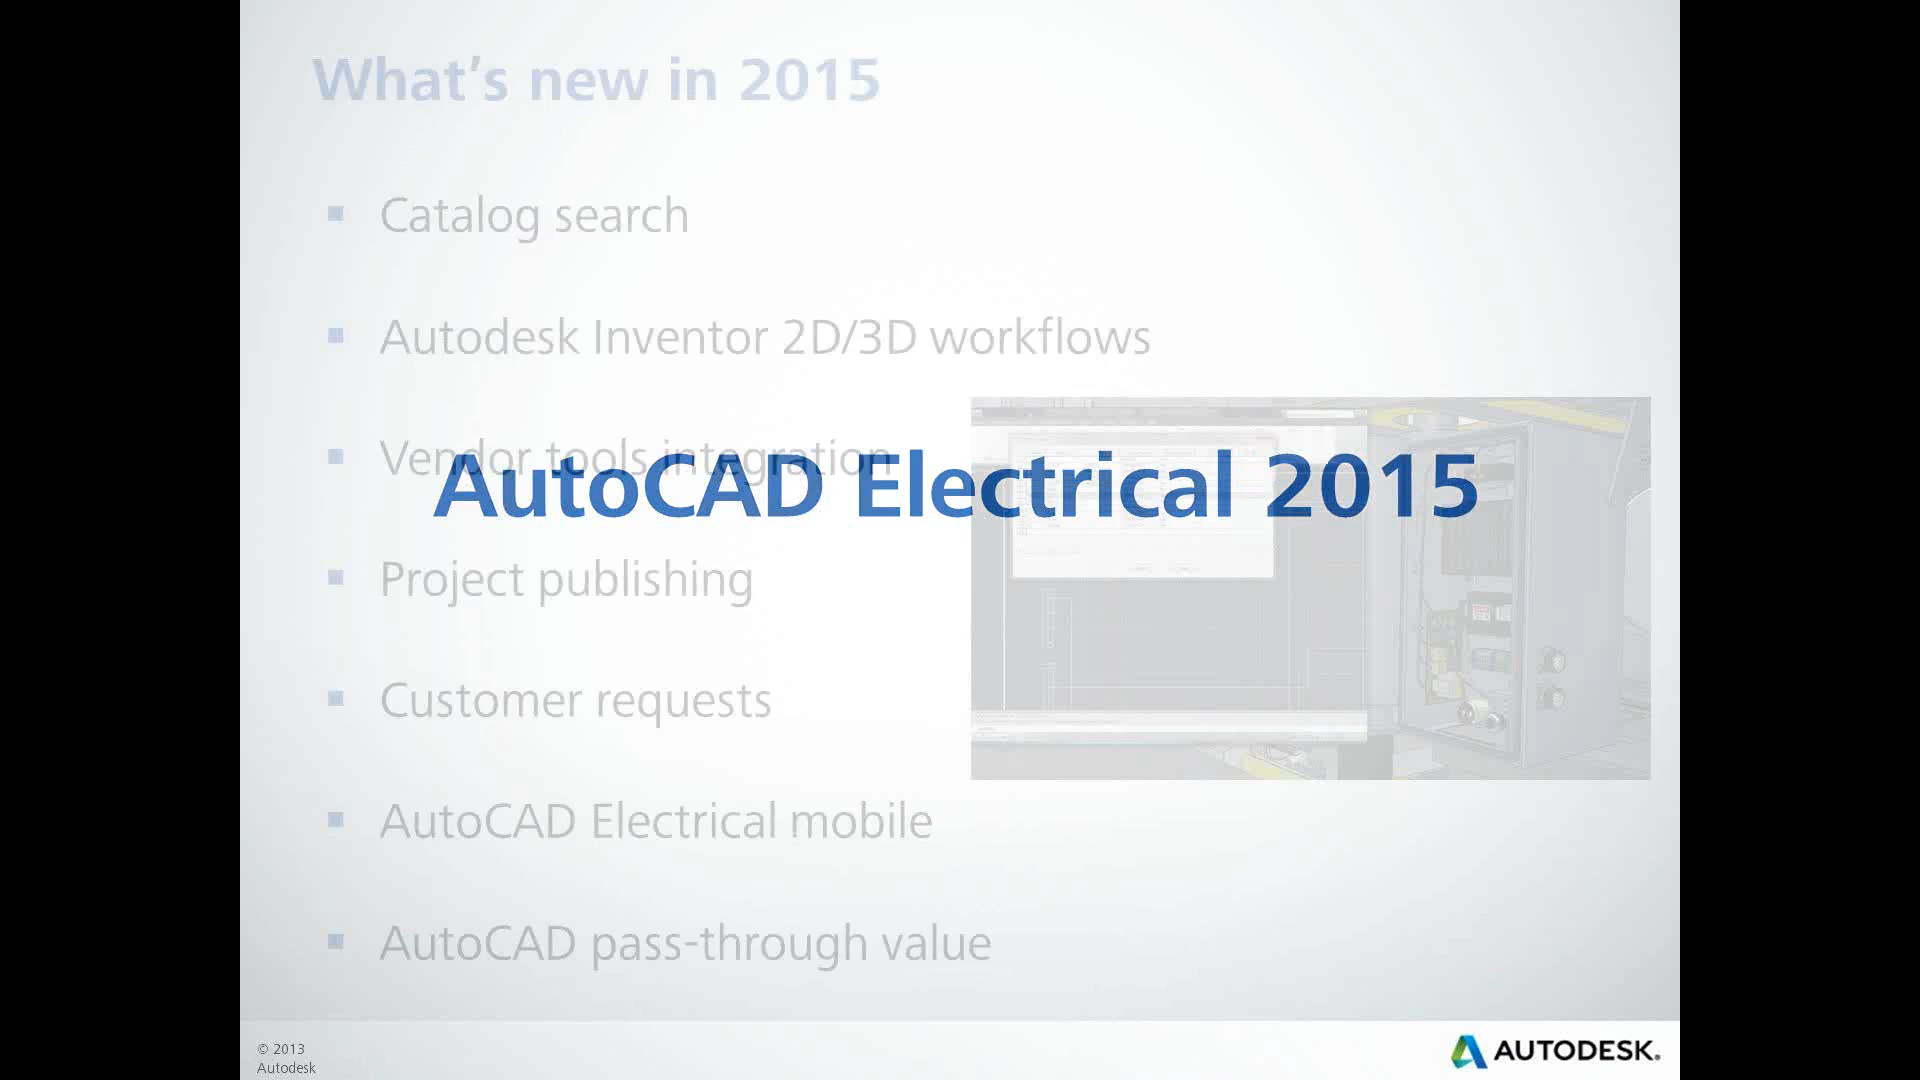 What’s new in 2015
Catalog search
Autodesk Inventor 2D/3D workflows
Vendor tools integration
AutoCAD Electrical 2015
Project publishing
Customer requests
AutoCAD Electrical mobile
AutoCAD pass-through value
© 2013
Autodesk
AUTODESK.